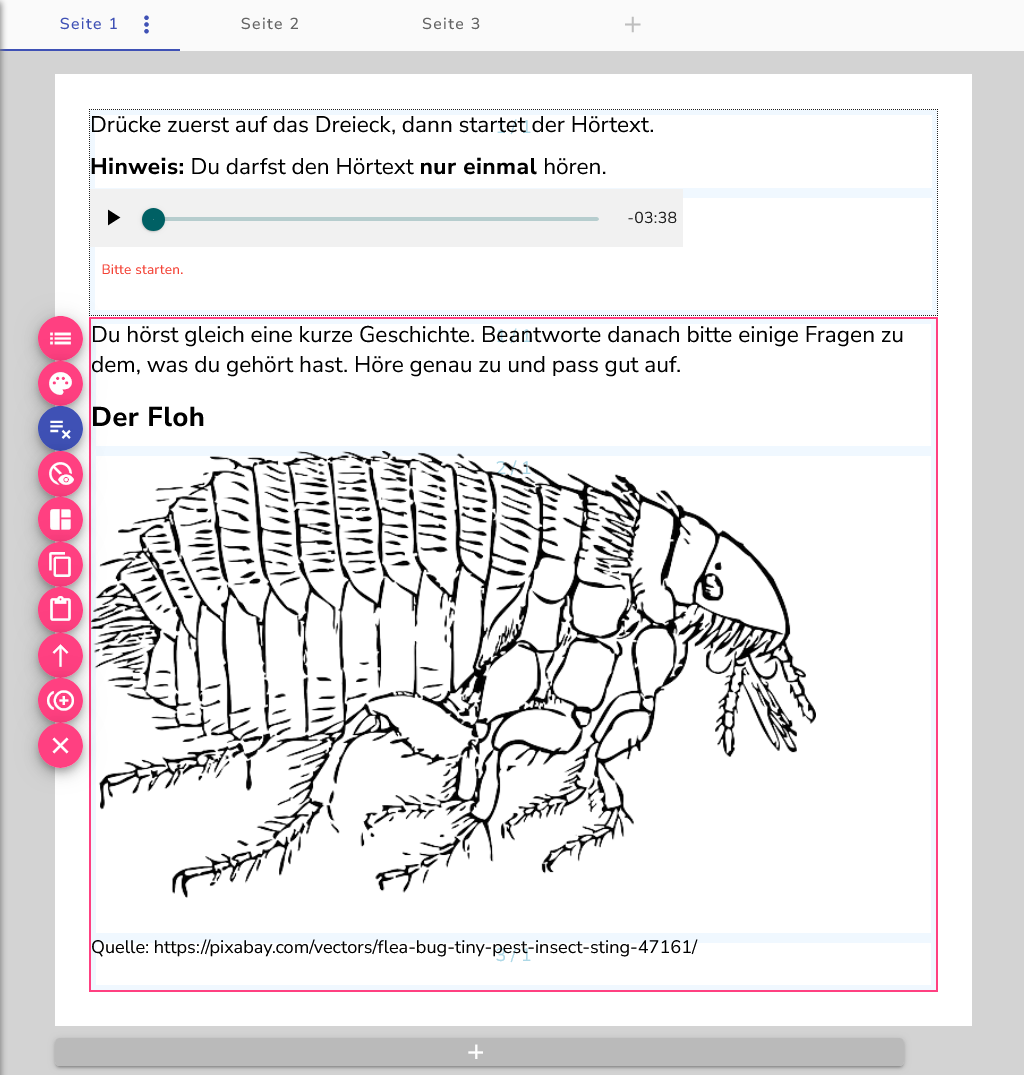 Seite 1
Seite 2
Seite 3
Drücke zuerst auf das Dreieck, dann startet der Hörtext.
Hinweis: Du darfst den Hörtext nur einmal hören.
-03:38
Bitte starten.
Du hörst gleich eine kurze Geschichte. Beantworte danach bitte einige Fragen zu
dem, was du gehört hast. Höre genau zu und pass gut auf.
Der Floh
2 / 1
Quelle: https://pixabay.com/vectors/flea-bug-tiny-pest-insect-sting-47161/
3 / 1